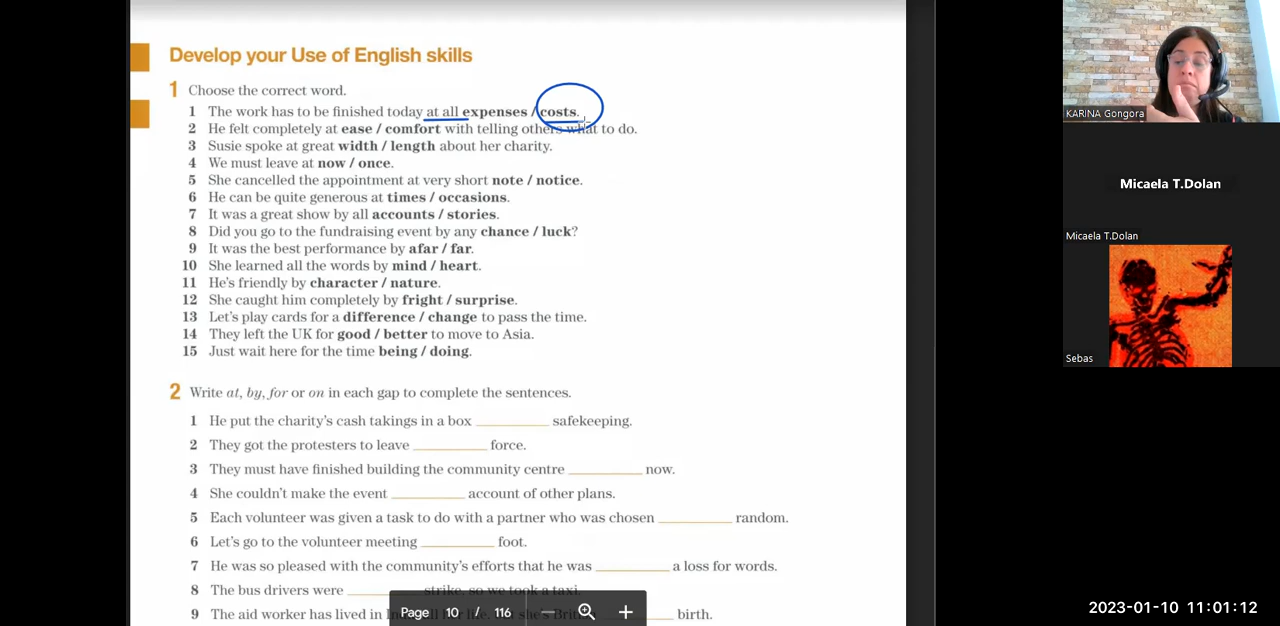 Develop your Use of English skills
1 Choose the correct word.
1 The work has to be finished today at all expenses / costs.
2 He felt completely at ease / comfort with telling others what to do.
3 Susie spoke at great width / length about her charity.
4 We must leave at now / once.
5 She cancelled the appointment at very short note / notice.
6 He can be quite generous at times / occasions.
7 It was a great show by all accounts / stories.
8 Did you go to the fundraising event by any chance / luck?
9 It was the best performance by afar / far.
10 She learned all the words by mind / heart.
11 He's friendly by character / nature.
12 She caught him completely by fright / surprise.
13 Let's play cards for a difference / change to pass the time.
14 They left the UK for good / better to move to Asia.
15 Just wait here for the time being / doing.
2 Write at, by, for or on in each gap to complete the sentences.
1 He put the charity's cash takings in a box ________ safekeeping.
2 They got the protesters to leave ________ force.
3 They must have finished building the community centre ________ now.
4 She couldn't make the event ________ account of other plans.
5 Each volunteer was given a task to do with a partner who was chosen ________ random.
6 Let's go to the volunteer meeting ________ foot.
7 He was so pleased with the community's efforts that he was ________ a loss for words.
8 The bus drivers were ________ strike, so we took a taxi.
9 The aid worker has lived in birth.
Page 10 / 116
KARINA Gongora
Micaela T.Dolan
Micaela T.Dolan
Sebas
2023-01-10 11:01:12